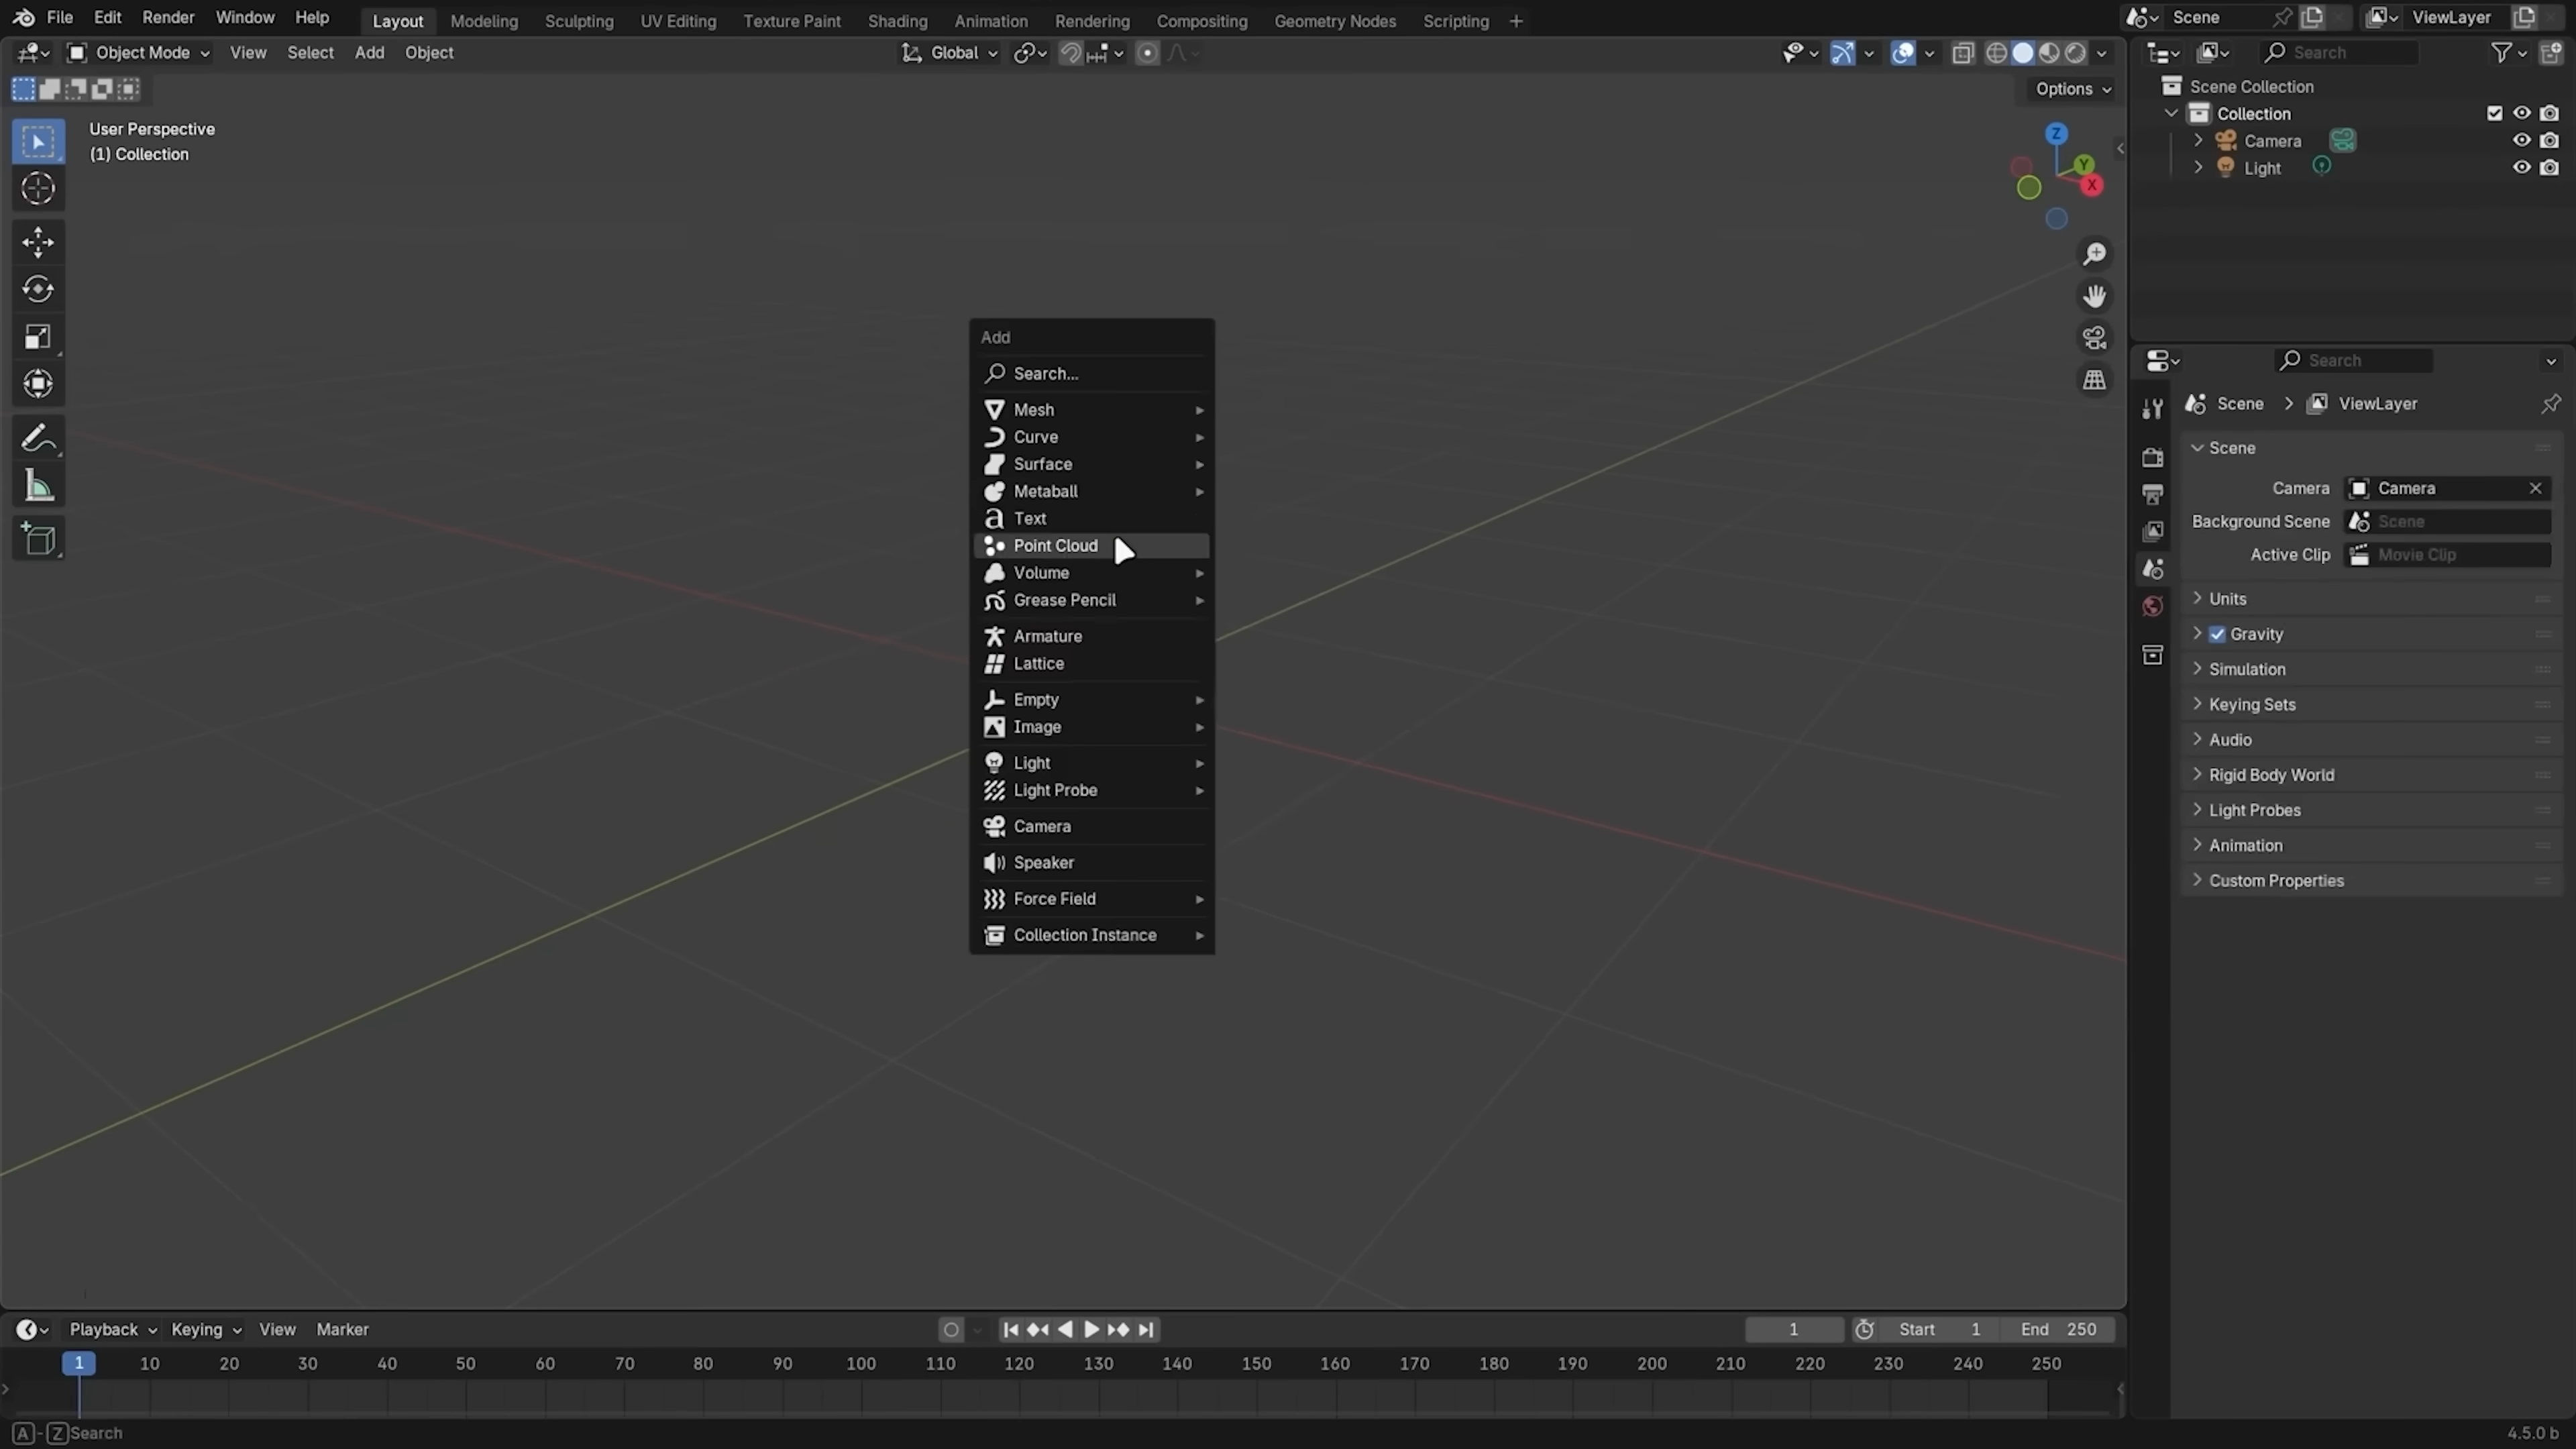 File Edit Render Window Help Layout Modeling Sculpting UV Editing Texture Paint Shading Animation Rendering Compositing Geometry Nodes Scripting + Scene ViewLayer
Object Mode View Select Add Object Global Search
Options
User Perspective
(1) Collection
Z
Y
X
Scene Collection
Collection
Camera
Light
Add
Search...
Mesh
Curve
Surface
Metaball
Text
Point Cloud
Volume
Grease Pencil
Armature
Lattice
Empty
Image
Light
Light Probe
Camera
Speaker
Force Field
Collection Instance
Search
Scene > ViewLayer
Scene
Camera Camera
Background Scene Scene
Active Clip Movie Clip
Units
Gravity
Simulation
Keying Sets
Audio
Rigid Body World
Light Probes
Animation
Custom Properties
Playback Keying View Marker 1 Start 1 End 250
1 10 20 30 40 50 60 70 80 90 100 110 120 130 140 150 160 170 180 190 200 210 220 230 240 250
A - Z Search 4.5.0 b